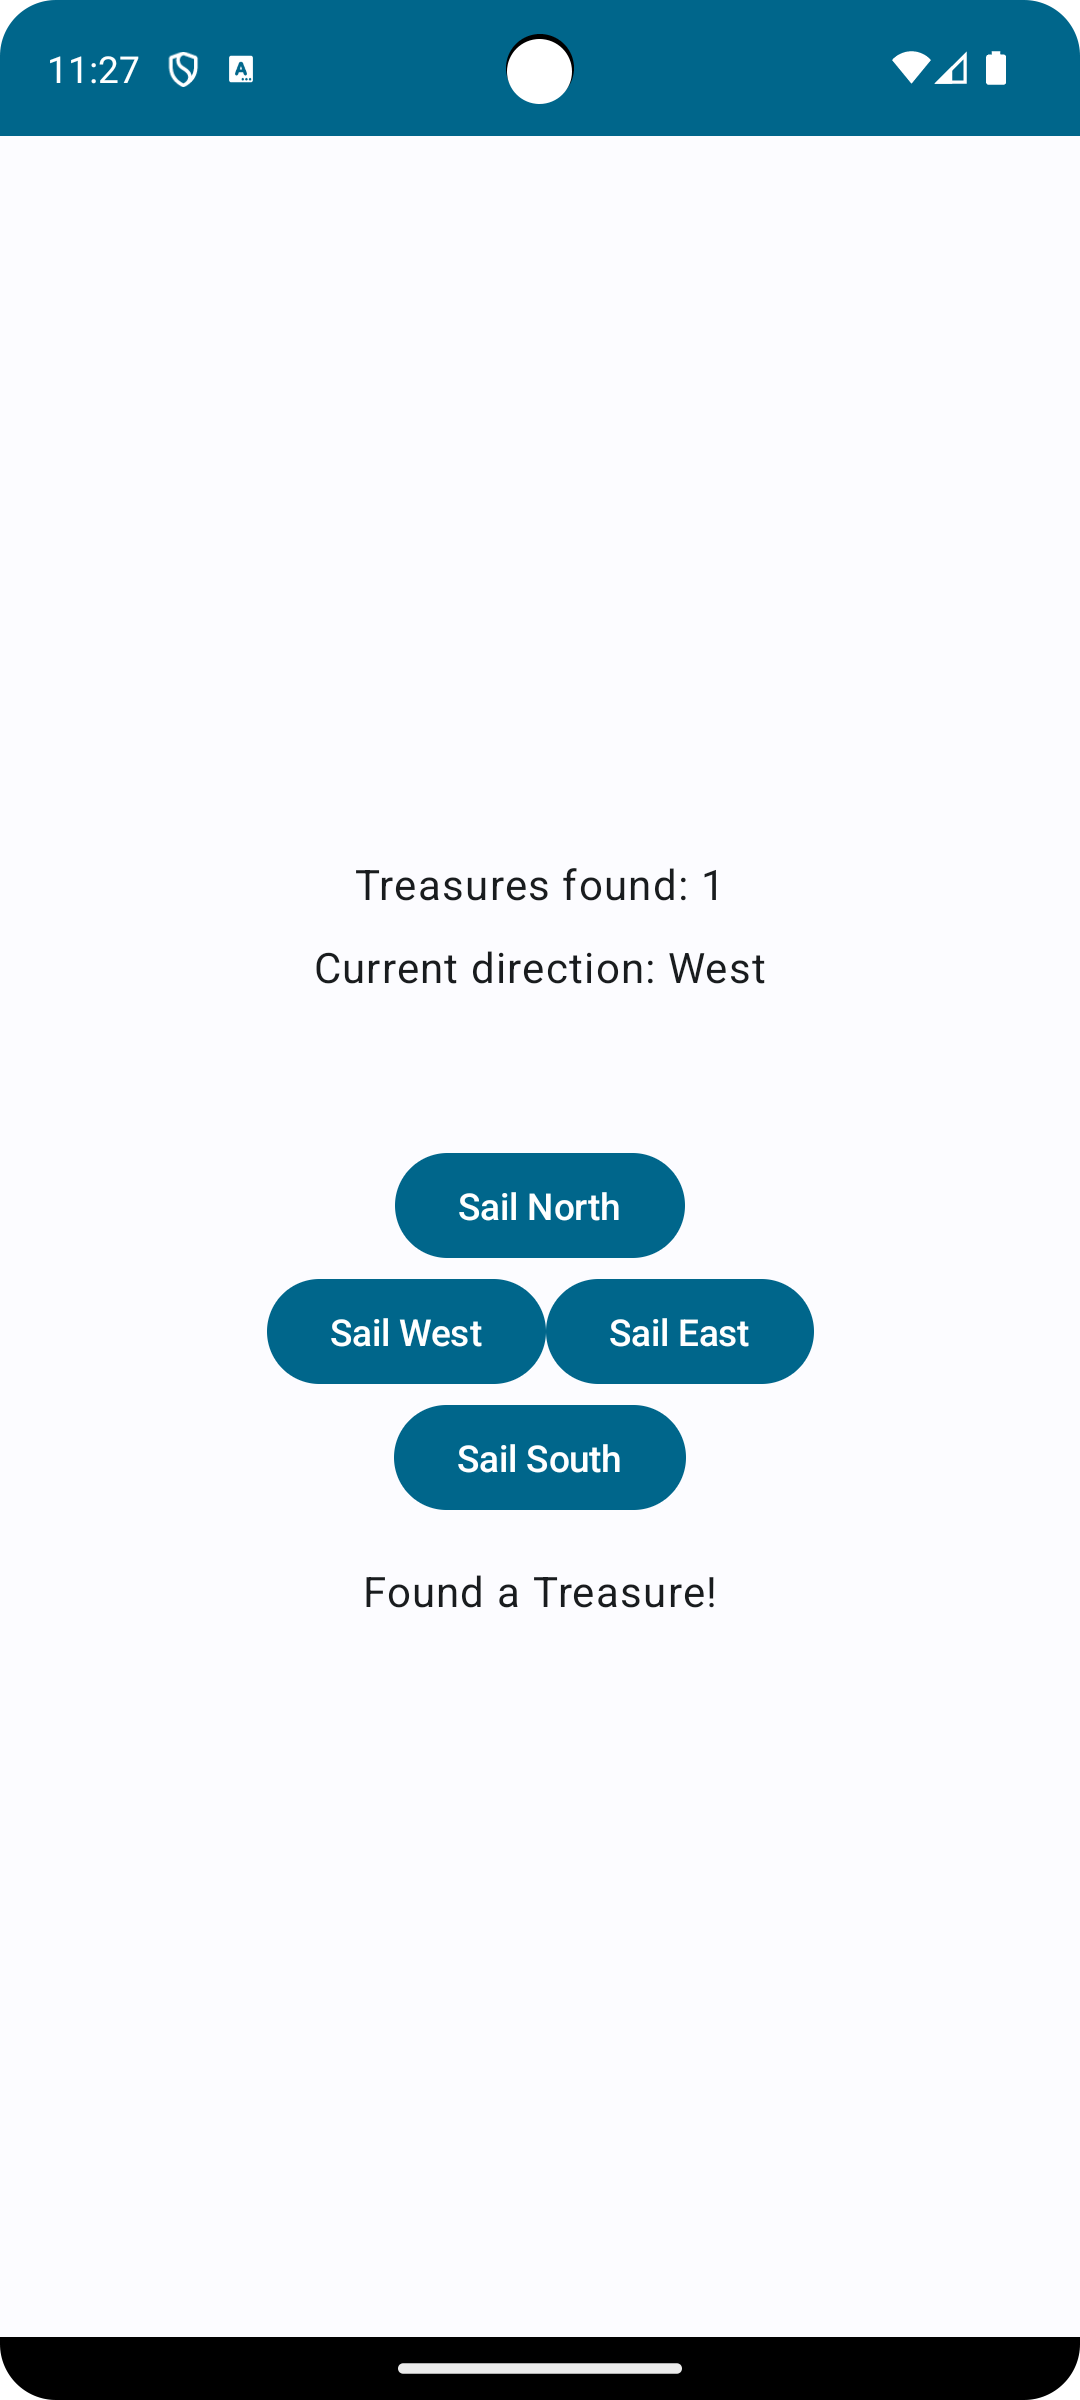 11:27
Treasures found: 1
Current direction: West
Sail North
Sail West Sail East
Sail South
Found a Treasure!